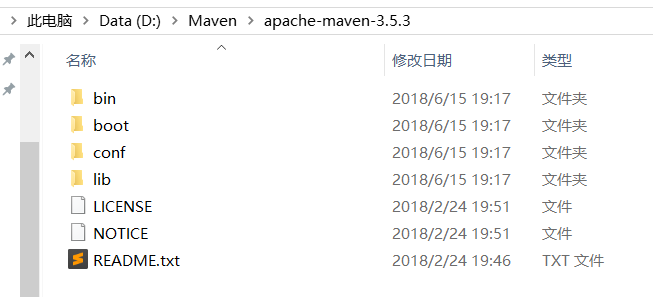 此电脑 > Data (D:) > Maven > apache-maven-3.5.3
名称 修改日期 类型
bin 2018/6/15 19:17 文件夹
boot 2018/6/15 19:17 文件夹
conf 2018/6/15 19:17 文件夹
lib 2018/6/15 19:17 文件夹
LICENSE 2018/2/24 19:51 文件
NOTICE 2018/2/24 19:51 文件
README.txt 2018/2/24 19:46 TXT 文件